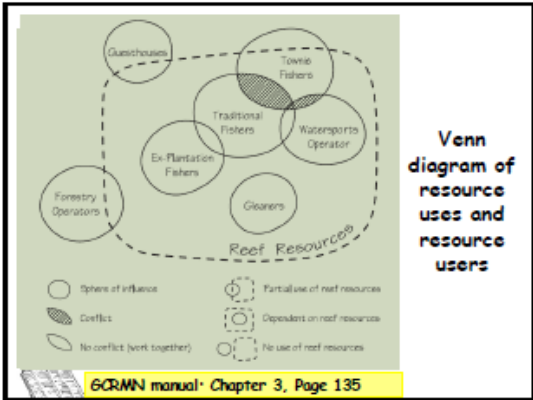 Guesthouses
Townie
Fishers
Traditional
Fishers
Watersports
Operator
Ex-Plantation
Fishers
Forestry
Operators
Gleaners
Reef Resources
Sphere of influence
Conflict
No conflict (work together)
Partial use of reef resources
Dependent on reef resources
No use of reef resources
Venn
diagram of
resource
uses and
resource
users
GCRMN manual· Chapter 3, Page 135